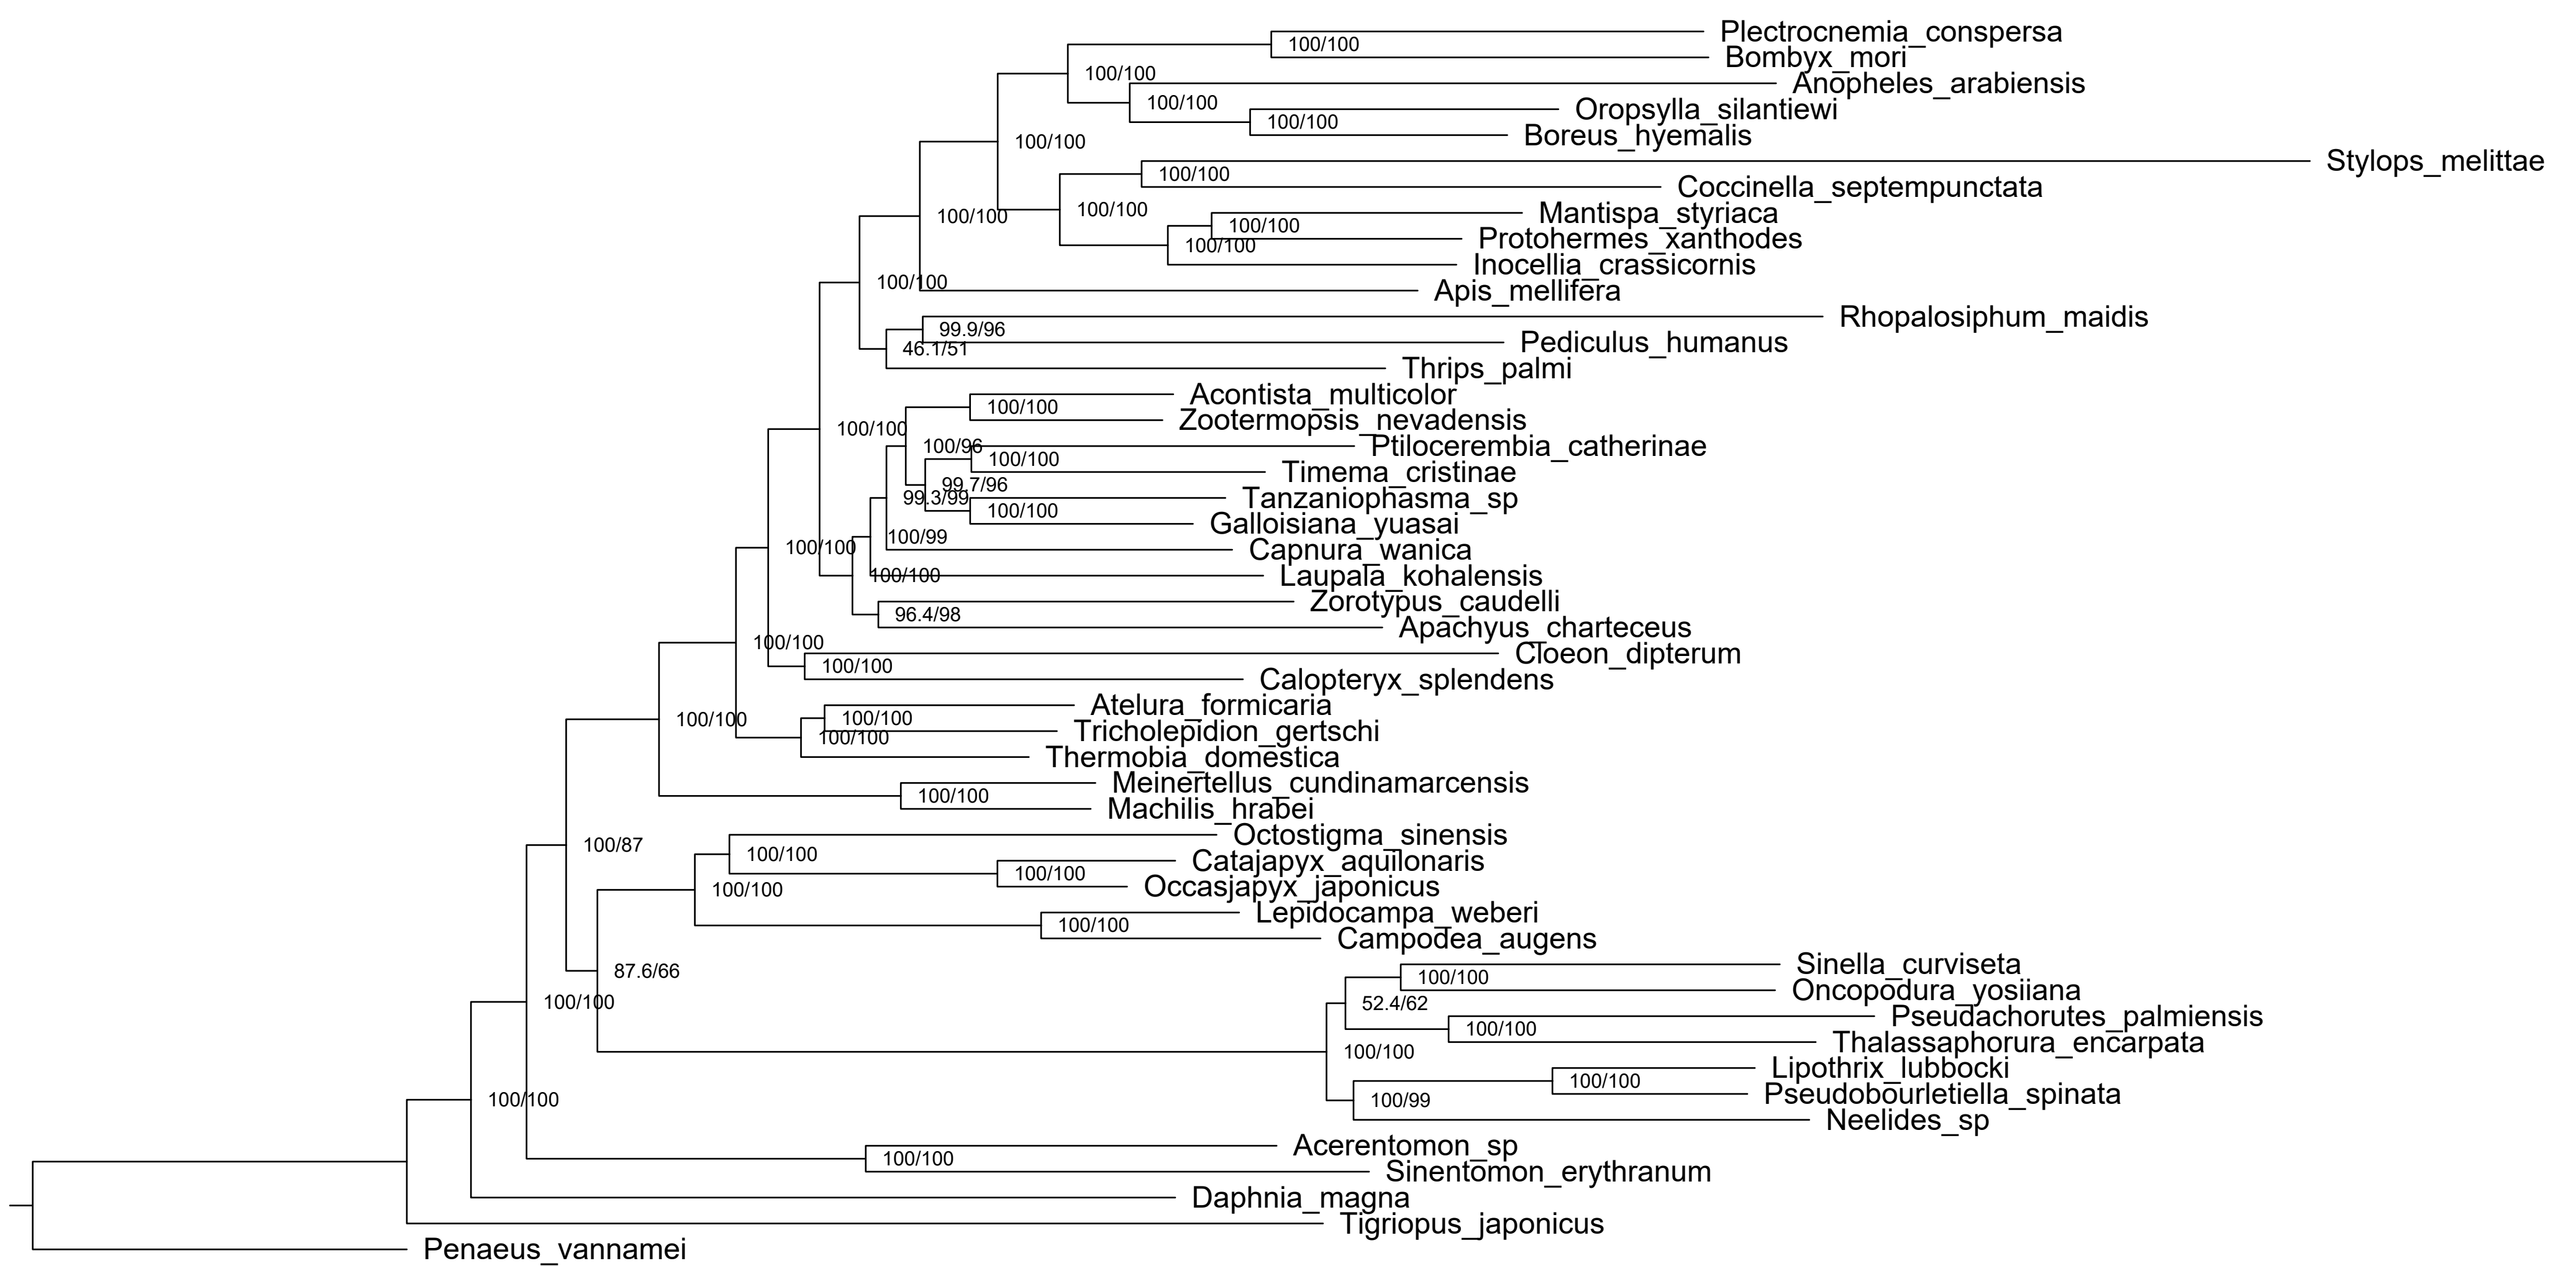 Plectrocnemia_conspersa
100/100
Bombyx_mori
100/100
Anopheles_arabiensis
100/100
Oropsylla_silantiewi
100/100
Boreus_hyemalis
100/100
Stylops_melittae
100/100
Coccinella_septempunctata
100/100
Mantispa_styriaca
100/100
100/100
Protohermes_xanthodes
100/100
Inocellia_crassicornis
100/100
Apis_mellifera
Rhopalosiphum_maidis
99.9/96
Pediculus_humanus
46.1/51
Thrips_palmi
Acontista_multicolor
100/100
Zootermopsis_nevadensis
100/100
Ptilocerembia_catherinae
100/96
100/100
Timema_cristinae
99.7/96
Tanzaniophasma_sp
99.3/99
100/100
Galloisiana_yuasai
100/99
Capnura_wanica
100/100
Laupala_kohalensis
100/100
Zorotypus_caudelli
96.4/98
Apachyus_charteceus
100/100
Cloeon_dipterum
100/100
Calopteryx_splendens
Atelura_formicaria
100/100
100/100
Tricholepidion_gertschi
100/100
Thermobia_domestica
Meinertellus_cundinamarcensis
100/100
Machilis_hrabei
Octostigma_sinensis
100/87
100/100
Catajapyx_aquilonaris
100/100
Occasjapyx_japonicus
100/100
Lepidocampa_weberi
100/100
Campodea_augens
Sinella_curviseta
87.6/66
100/100
Oncopodura_yosiiana
100/100
52.4/62
Pseudachorutes_palmiensis
100/100
Thalassaphorura_encarpata
100/100
Lipothrix_lubbocki
100/100
Pseudobourletiella_spinata
100/100
100/99
Neelides_sp
Acerentomon_sp
100/100
Sinentomon_erythranum
Daphnia_magna
Tigriopus_japonicus
Penaeus_vannamei